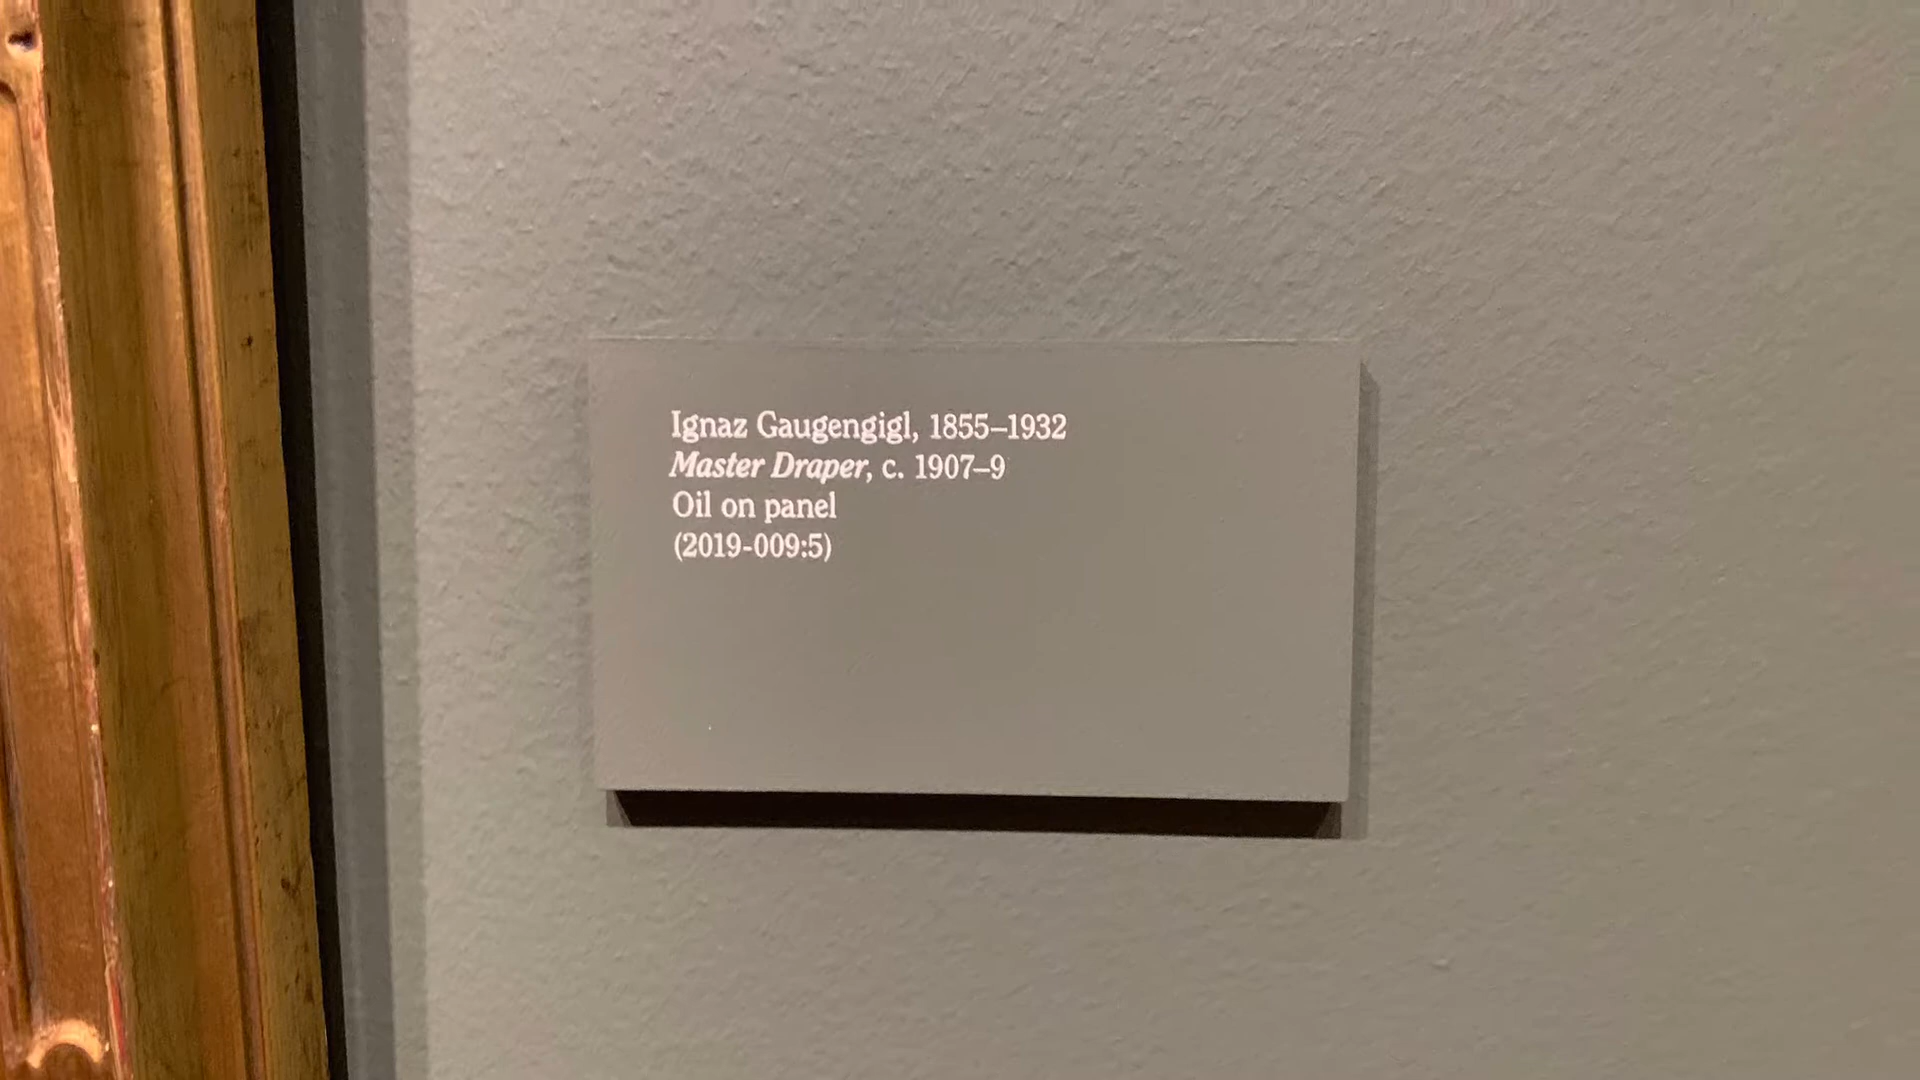 Ignaz Gaugengigl, 1855–1932
Master Draper, c. 1907–9
Oil on panel
(2019-009:5)